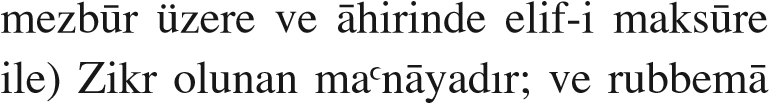 mezbūr üzere ve āhirinde elif-i maksūre
ile) Zikr olunan maʿnāyadır; ve rubbemā